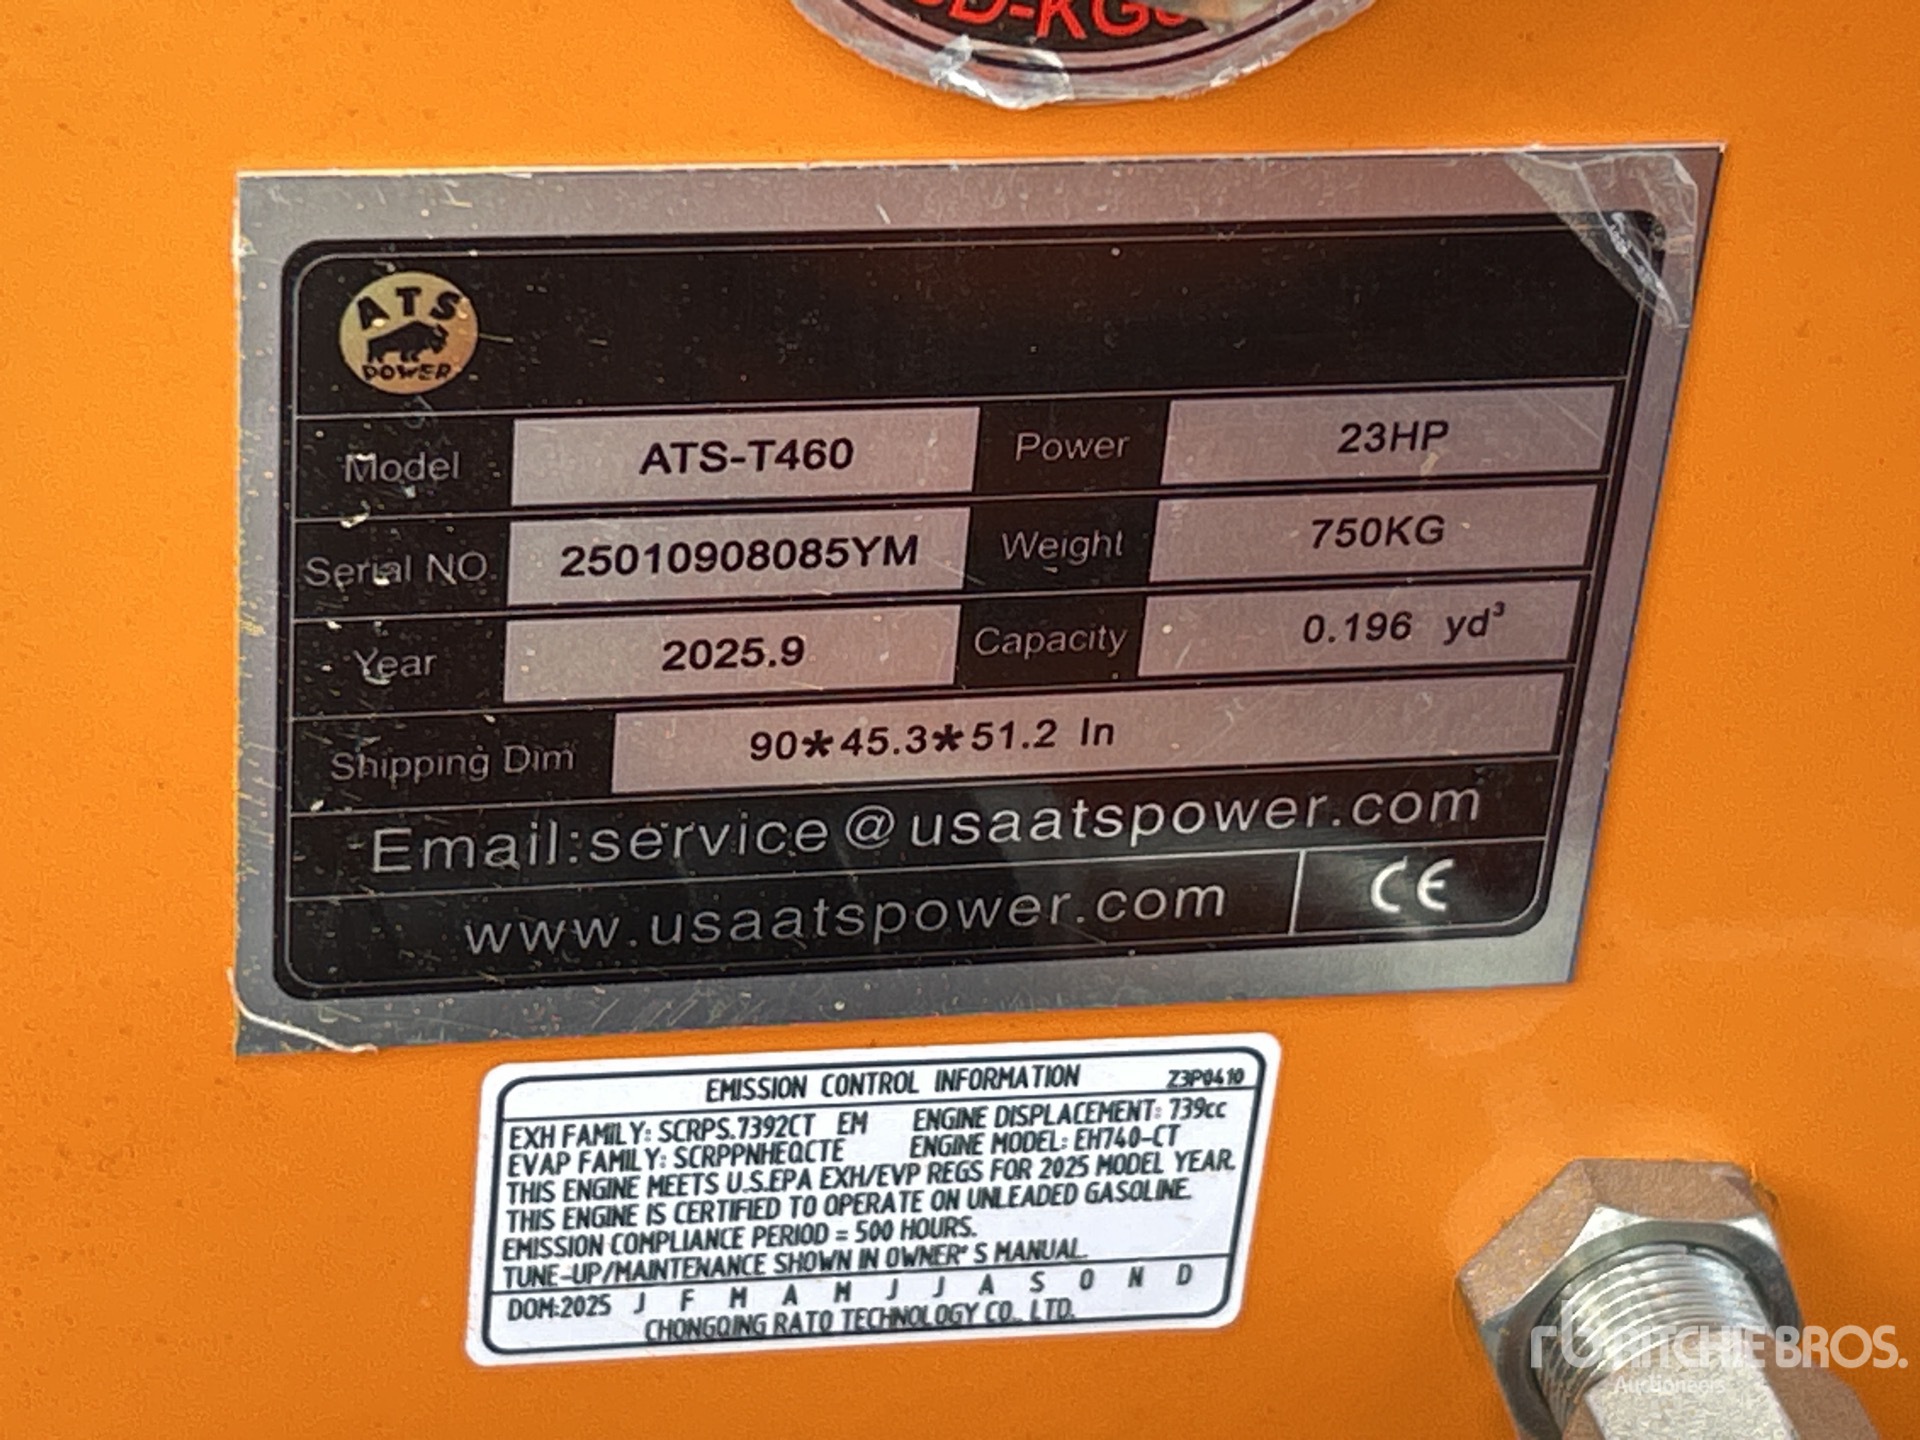 D-KG
ATS
POWER
Model ATS-T460 Power 23HP
Serial NO. 25010908085YM Weight 750KG
Year 2025.9 Capacity 0.196 yd³
Shipping Dim 90*45.3*51.2 In
Email:service@usaatspower.com
www.usaatspower.com CE
EMISSION CONTROL INFORMATION Z3P0410
EXH FAMILY: SCRPS.7392CT EM ENGINE DISPLACEMENT: 739cc
EVAP FAMILY: SCRPPNHEQCTE ENGINE MODEL: EH740-CT
THIS ENGINE MEETS U.S.EPA EXH/EVP REGS FOR 2025 MODEL YEAR.
THIS ENGINE IS CERTIFIED TO OPERATE ON UNLEADED GASOLINE.
EMISSION COMPLIANCE PERIOD = 500 HOURS.
TUNE-UP/MAINTENANCE SHOWN IN OWNER' S MANUAL.
DOM:2025 J F M A M J J A S O N D
CHONGQING RATO TECHNOLOGY CO., LTD.
rb RITCHIE BROS.
Auctioneers